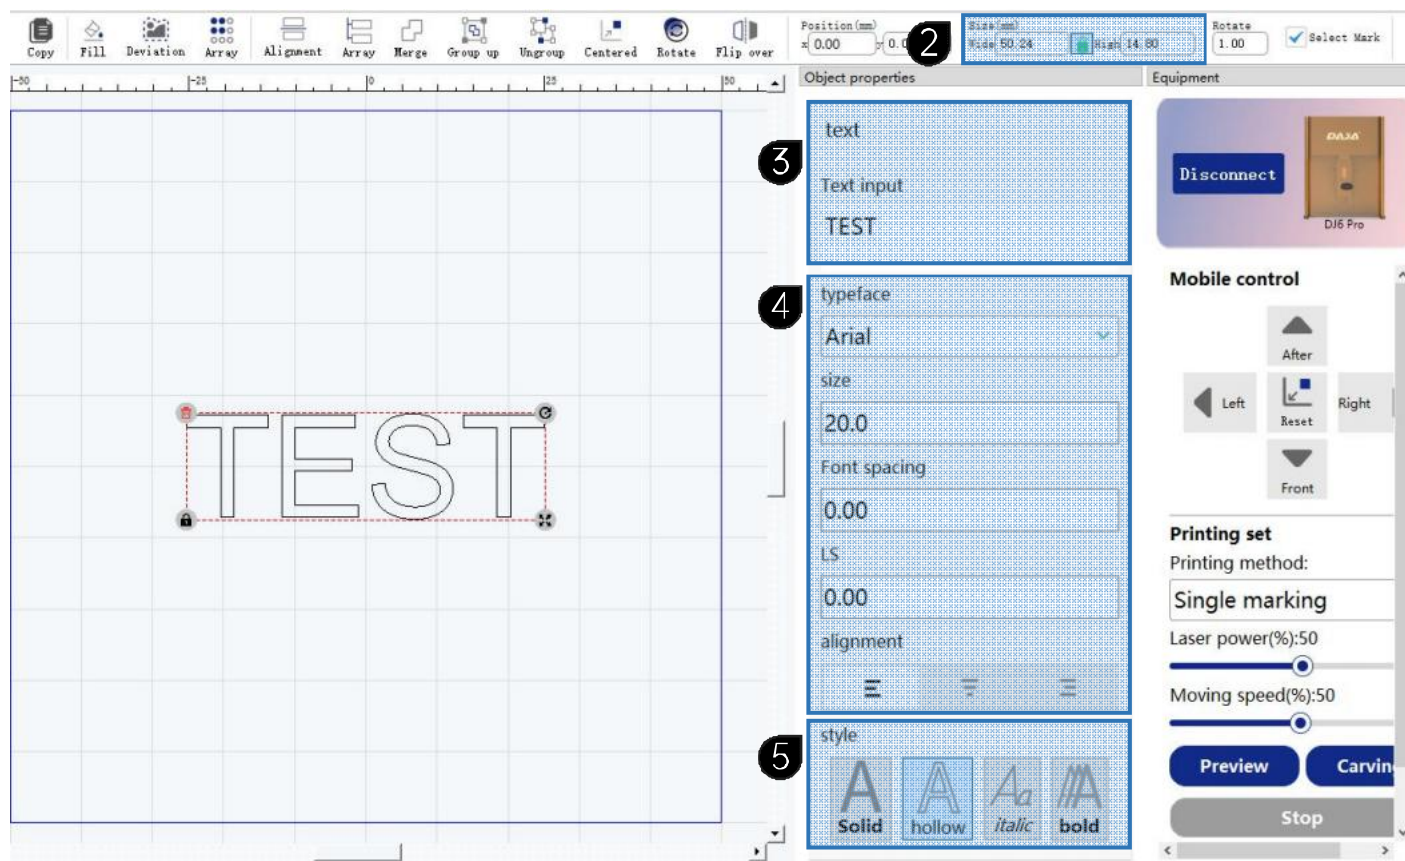 Position(mm)
Size(mm)
Rotate
x 0.00
y 0.0
2
Wide 50.24
High 14.80
1.00
Select Mark
Copy
Fill
Deviation
Array
Alignment
Array
Merge
Group up
Ungroup
Centered
Rotate
Flip over
-50
-25
0
25
50
Object properties
Equipment
TEST
3
text
Text input
TEST
4
typeface
Arial
size
20.0
Font spacing
0.00
LS
0.00
alignment
5
style
Solid
hollow
italic
bold
Disconnect
DAJA
DJ6 Pro
Mobile control
After
Left
Reset
Right
Front
Printing set
Printing method:
Single marking
Laser power(%):50
Moving speed(%):50
Preview
Carvin
Stop